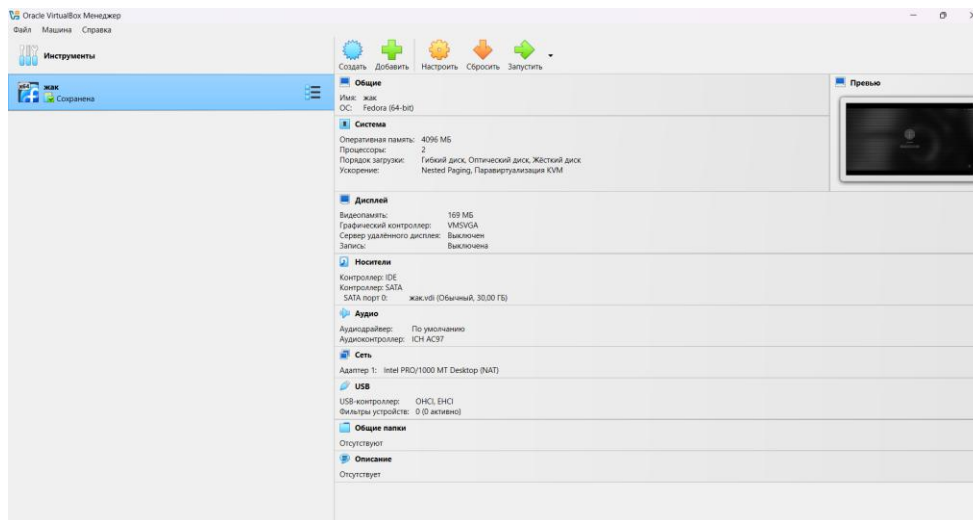 Oracle VirtualBox Менеджер
Файл Машина Справка
Инструменты
Создать Добавить Настроить Сбросить Запустить
x64
жак
Сохранена
Общие
Имя: жак
ОС: Fedora (64-bit)
Превью
Система
Оперативная память: 4096 МБ
Процессоры: 2
Порядок загрузки: Гибкий диск, Оптический диск, Жёсткий диск
Ускорение: Nested Paging, Паравиртуализация KVM
Дисплей
Видеопамять: 169 МБ
Графический контроллер: VMSVGA
Сервер удалённого дисплея: Выключен
Запись: Выключена
Носители
Контроллер: IDE
Контроллер: SATA
SATA порт 0: жак.vdi (Обычный, 30,00 ГБ)
Аудио
Аудиодрайвер: По умолчанию
Аудиоконтроллер: ICH AC97
Сеть
Адаптер 1: Intel PRO/1000 MT Desktop (NAT)
USB
USB-контроллер: OHCI, EHCI
Фильтры устройств: 0 (0 активно)
Общие папки
Отсутствуют
Описание
Отсутствует